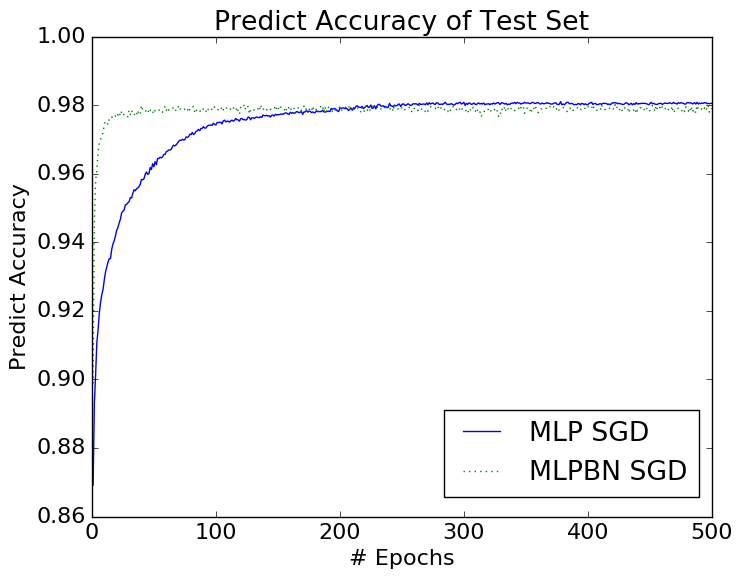 Predict Accuracy of Test Set
1.00
0.98
0.96
0.94
0.92
0.90
0.88
0.86
Predict Accuracy
MLP SGD
MLPBN SGD
0 100 200 300 400 500
# Epochs